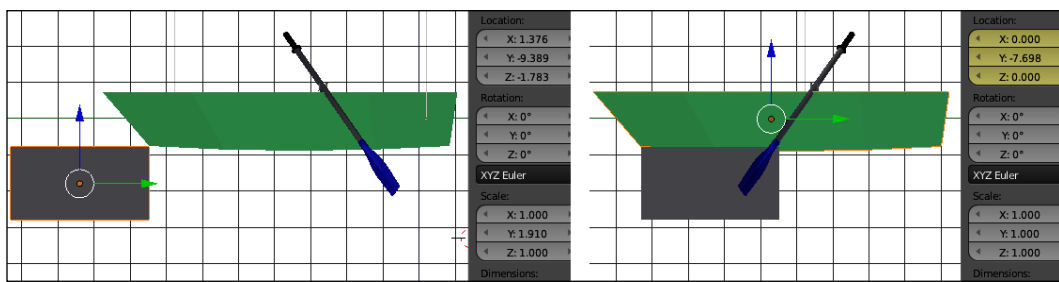 Location:
X: 1.376
Y: -9.389
Z: -1.783
Rotation:
X: 0°
Y: 0°
Z: 0°
XYZ Euler
Scale:
X: 1.000
Y: 1.910
Z: 1.000
Dimensions:
Location:
X: 0.000
Y: -7.698
Z: 0.000
Rotation:
X: 0°
Y: 0°
Z: 0°
XYZ Euler
Scale:
X: 1.000
Y: 1.000
Z: 1.000
Dimensions: